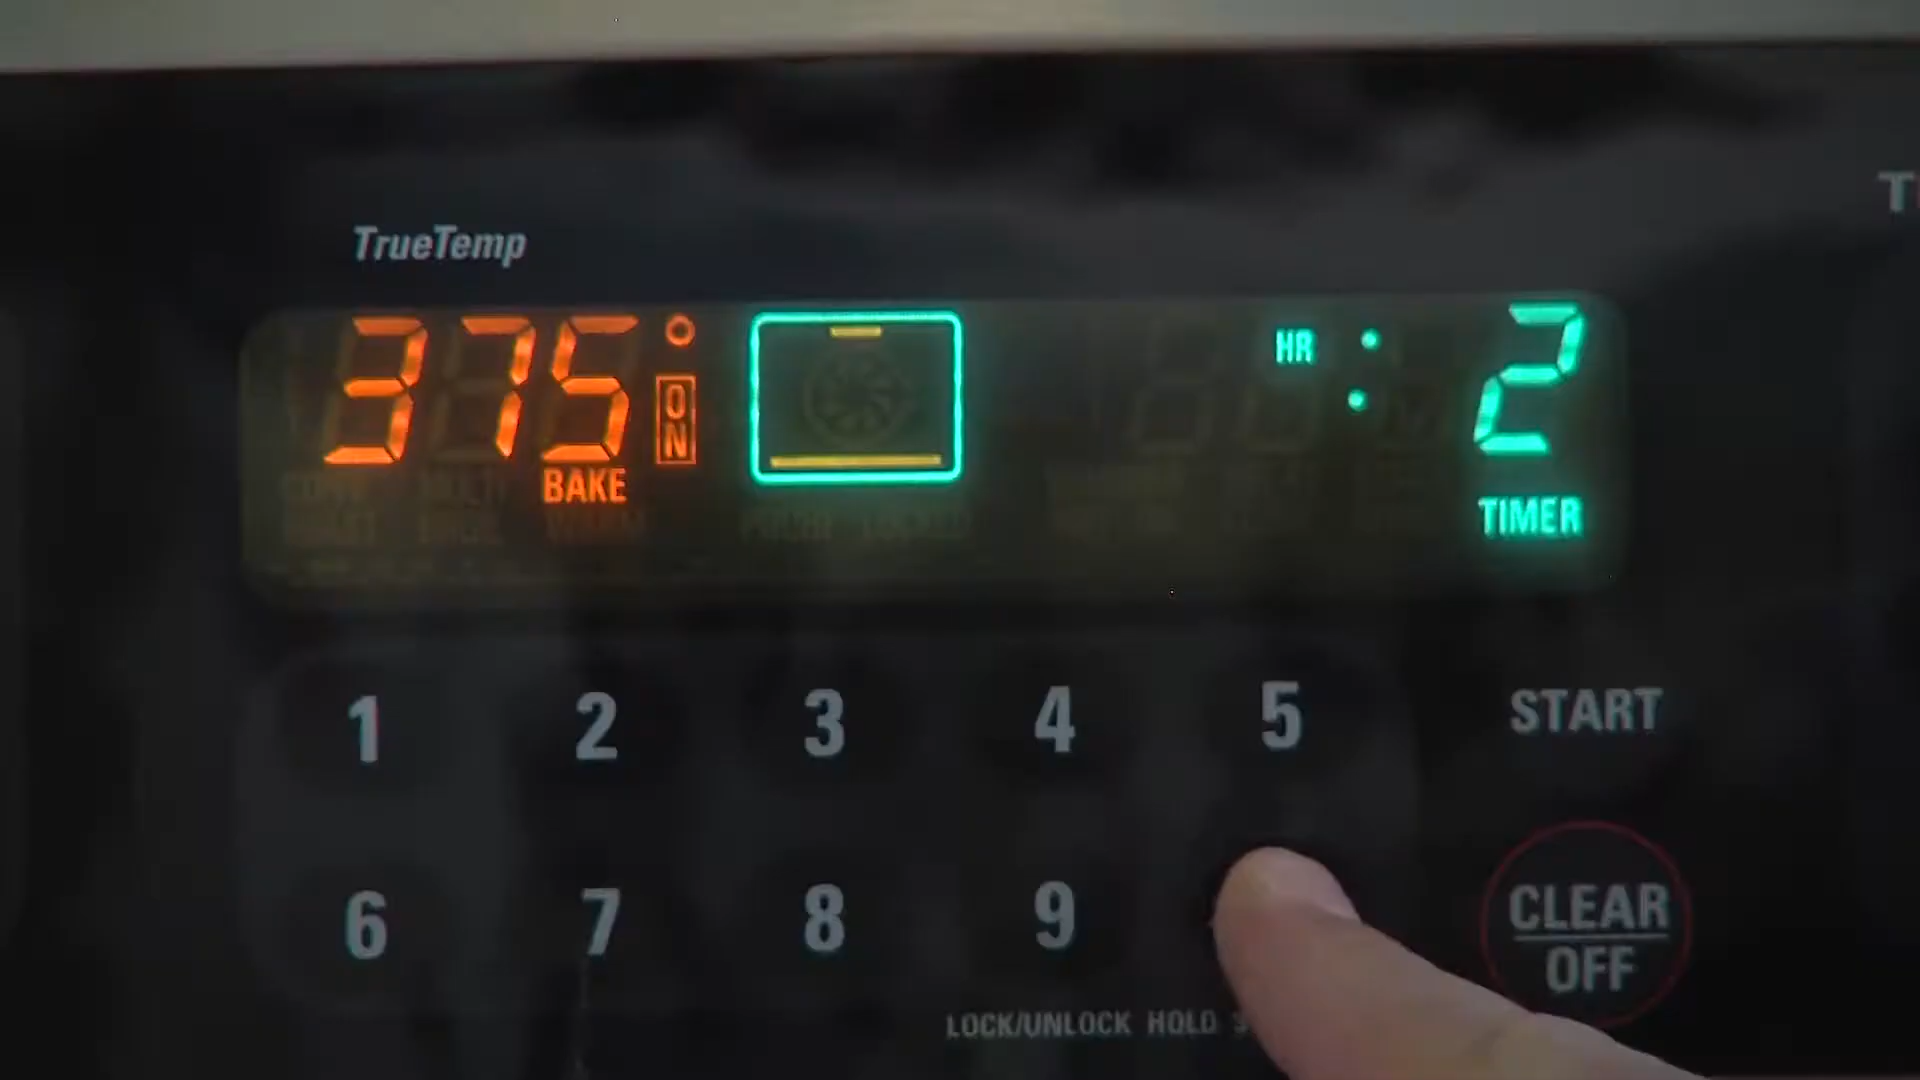 TrueTemp
375° ON HR : 2
BAKE TIMER
1 2 3 4 5 START
6 7 8 9 CLEAR
OFF
LOCK/UNLOCK HOLD